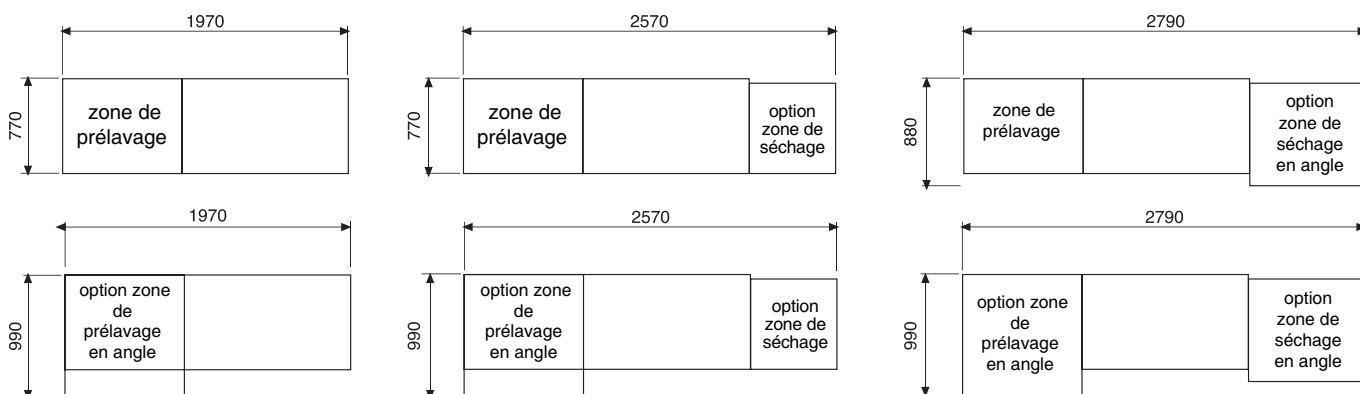 1970
770
zone de
prélavage
2570
770
zone de
prélavage
option
zone de
séchage
2790
880
zone de
prélavage
option
zone de
séchage
en angle
1970
990
option zone
de
prélavage
en angle
2570
990
option zone
de
prélavage
en angle
option
zone de
séchage
2790
990
option zone
de
prélavage
en angle
option
zone de
séchage
en angle